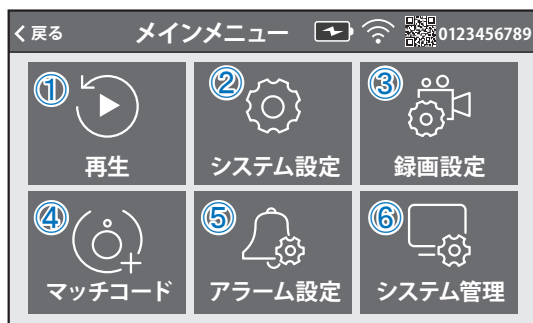 戻る メインメニュー 0123456789
① ② ③
再生 システム設定 録画設定
④ ⑤ ⑥
マッチコード アラーム設定 システム管理